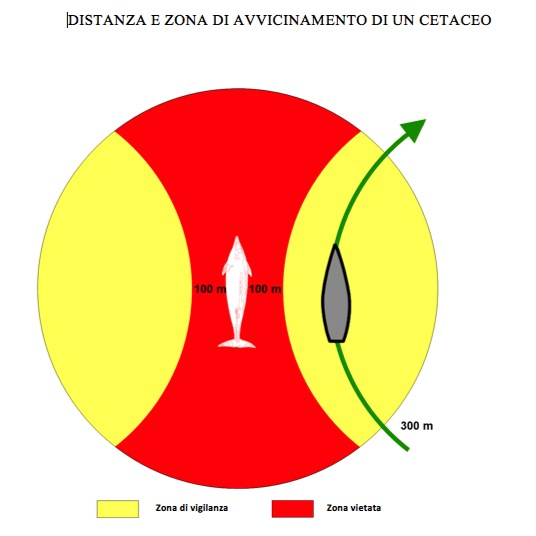 DISTANZA E ZONA DI AVVICINAMENTO DI UN CETACEO
100 m 100 m
300 m
Zona di vigilanza Zona vietata